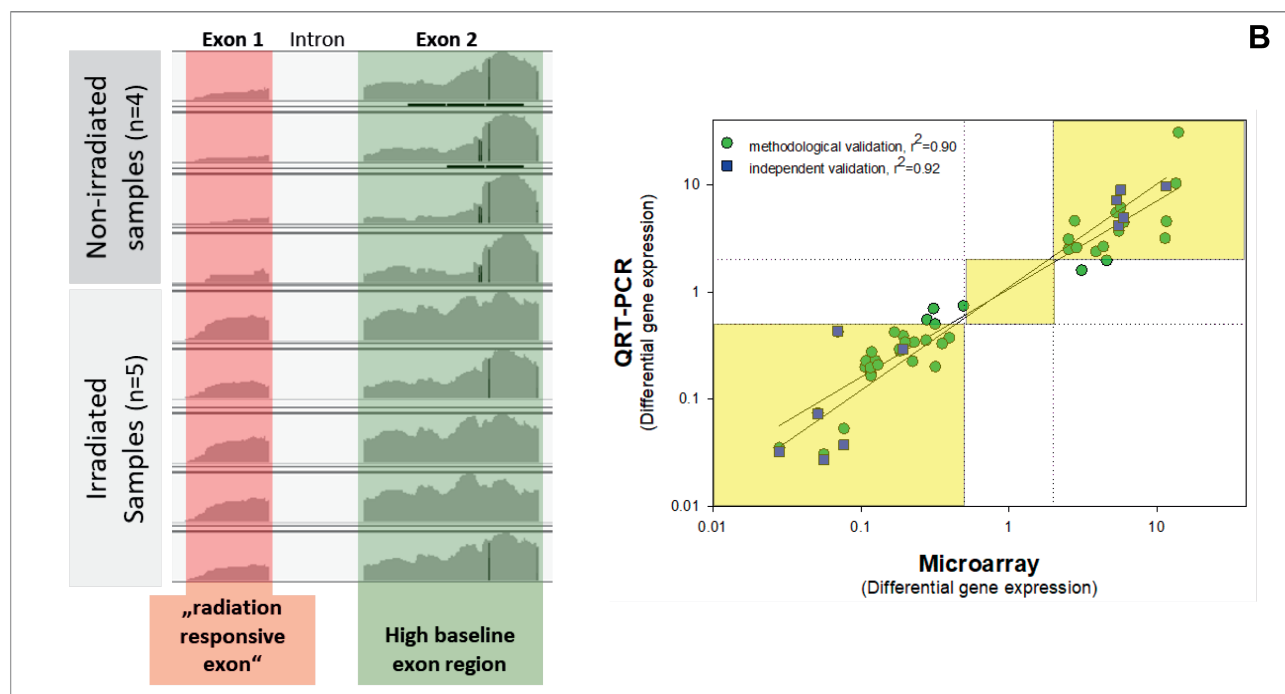 Exon 1 Intron Exon 2
Non-irradiated
samples (n=4)
Irradiated
Samples (n=5)
„radiation
responsive
exon“
High baseline
exon region
B
methodological validation, r2=0.90
independent validation, r2=0.92
QRT-PCR
(Differential gene expression)
10
1
0.1
0.01
0.01 0.1 1 10
Microarray
(Differential gene expression)